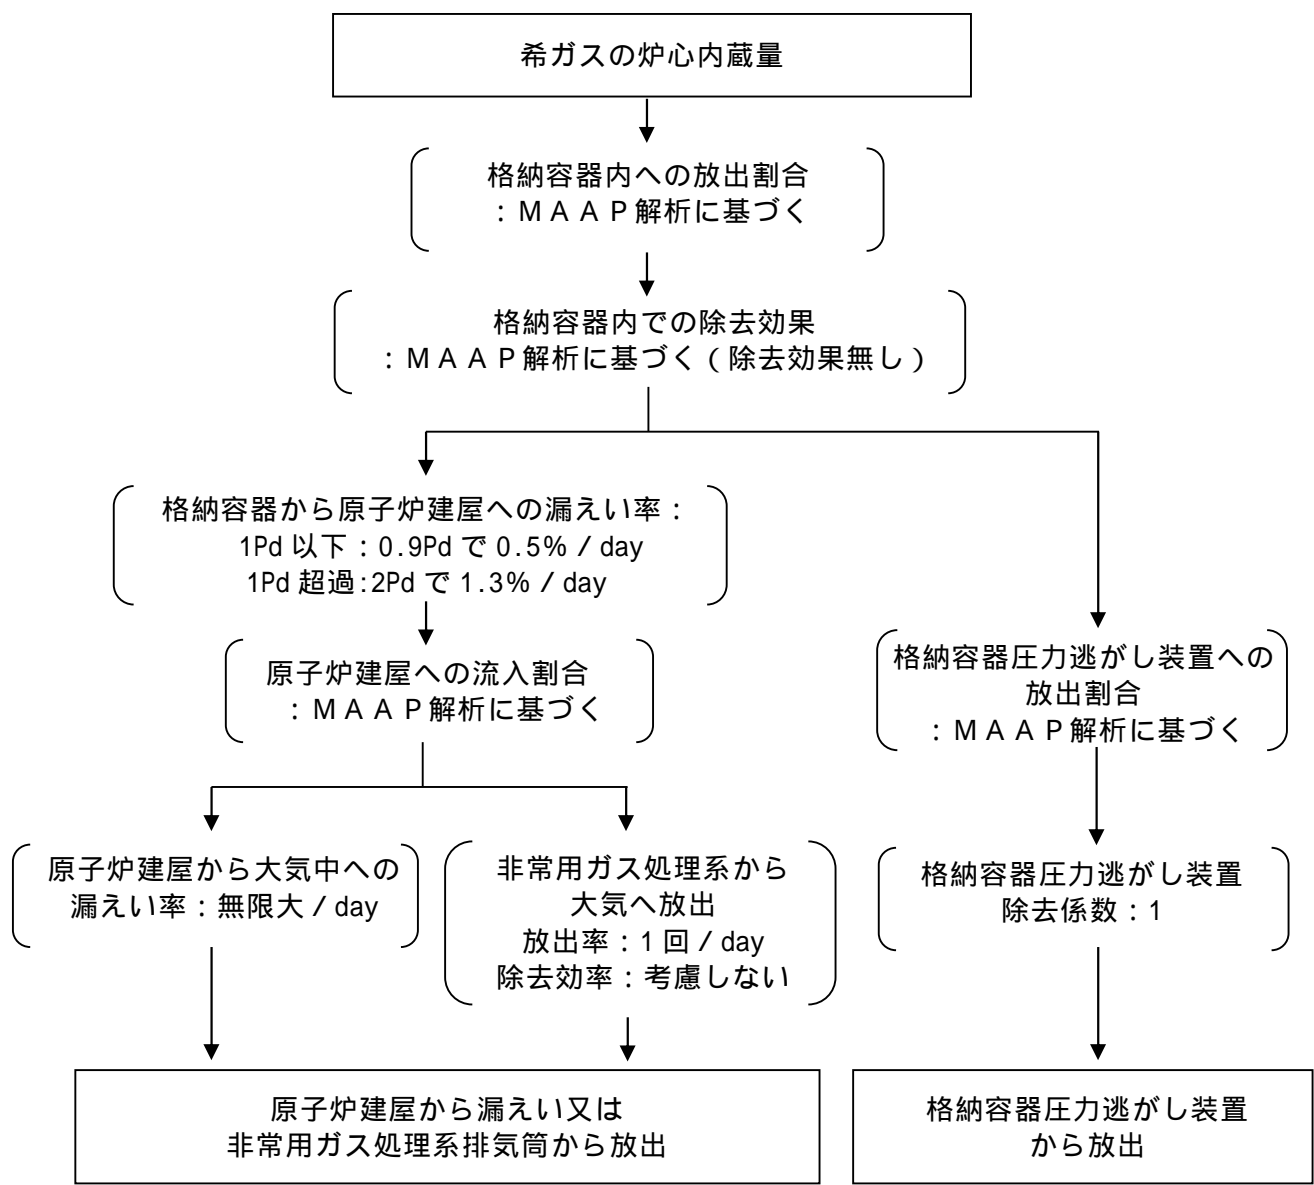 希ガスの炉心内蔵量
格納容器内への放出割合
：ＭＡＡＰ解析に基づく
格納容器内での除去効果
：ＭＡＡＰ解析に基づく（除去効果無し）
格納容器から原子炉建屋への漏えい率：
1Pd 以下：0.9Pd で 0.5%／day
1Pd 超過:2Pd で 1.3%／day
原子炉建屋への流入割合
：ＭＡＡＰ解析に基づく
格納容器圧力逃がし装置への
放出割合
：ＭＡＡＰ解析に基づく
原子炉建屋から大気中への
漏えい率：無限大／day
非常用ガス処理系から
大気へ放出
放出率：1 回／day
除去効率：考慮しない
格納容器圧力逃がし装置
除去係数：1
原子炉建屋から漏えい又は
非常用ガス処理系排気筒から放出
格納容器圧力逃がし装置
から放出